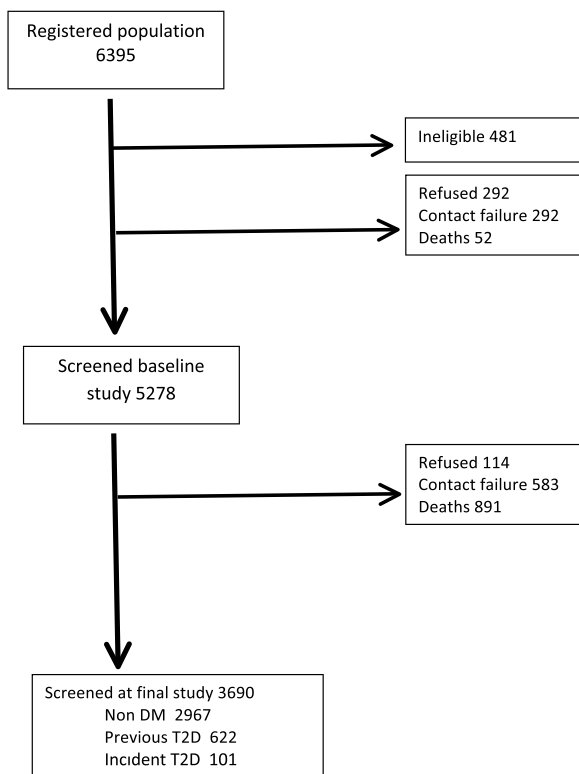 Registered population
6395
Ineligible 481
Refused 292
Contact failure 292
Deaths 52
Screened baseline
study 5278
Refused 114
Contact failure 583
Deaths 891
Screened at final study 3690
Non DM 2967
Previous T2D 622
Incident T2D 101